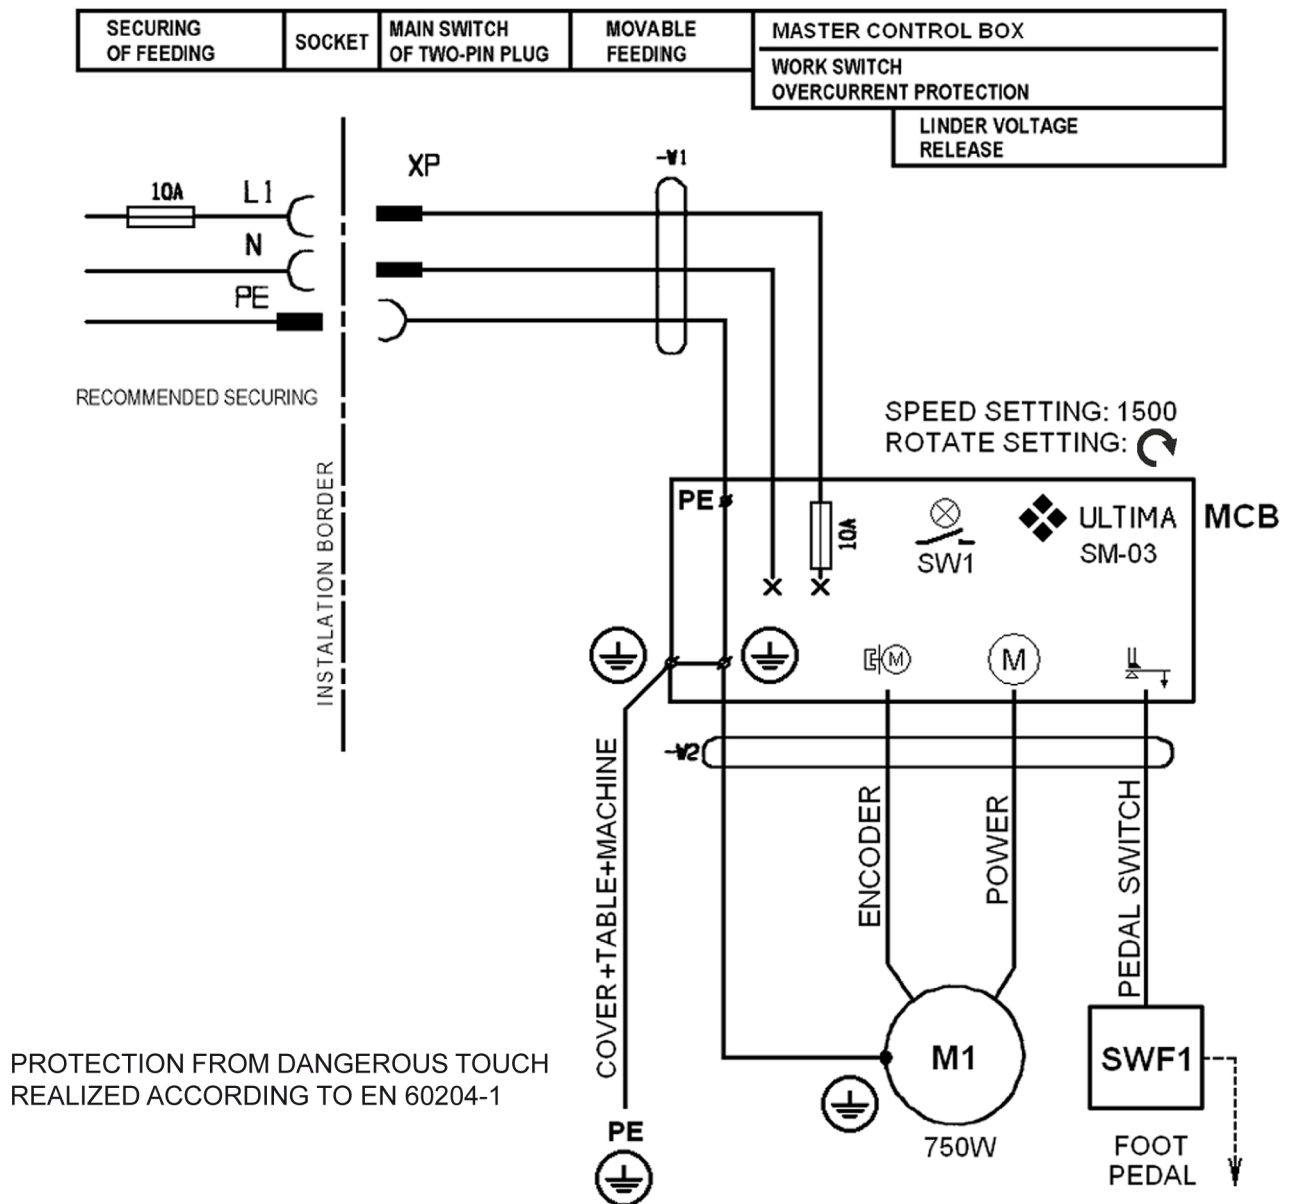 SECURING
OF FEEDING
SOCKET
MAIN SWITCH
OF TWO-PIN PLUG
MOVABLE
FEEDING
MASTER CONTROL BOX
WORK SWITCH
OVERCURRENT PROTECTION
LINDER VOLTAGE
RELEASE
XP
-W1
10A
L1
N
PE
RECOMMENDED SECURING
INSTALATION BORDER
SPEED SETTING: 1500
ROTATE SETTING:
PE
10A
SW1
ULTIMA
SM-03
MCB
M
M
-W2
COVER+TABLE+MACHINE
ENCODER
POWER
PEDAL SWITCH
M1
SWF1
750W
FOOT
PEDAL
PROTECTION FROM DANGEROUS TOUCH
REALIZED ACCORDING TO EN 60204-1
PE